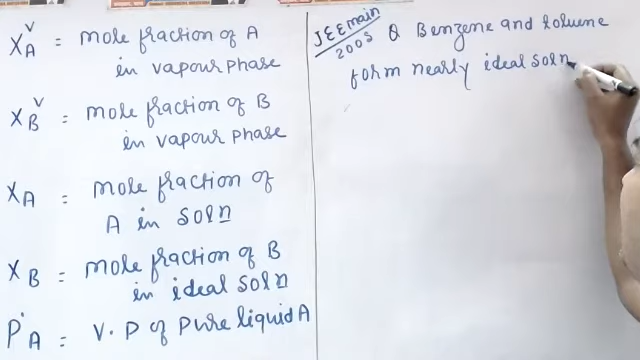 X_A^V = mole fraction of A
in vapour phase
X_B^V = mole fraction of B
in vapour phase
X_A = mole fraction of
A in soln
X_B = mole fraction of B
in ideal soln
P°_A = V.P of pure liquid A
JEE main
2005
Q Benzene and toluene
form nearly ideal soln